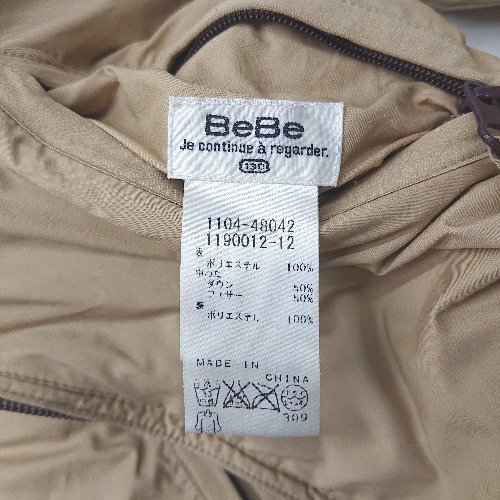 BeBe
Je continue à regarder.
130
1104-48042
1190012-12
表
ポリエステル 100%
中わた
ダウン 50%
フェザー 50%
裏
ポリエステル 100%
MADE IN
CHINA
309